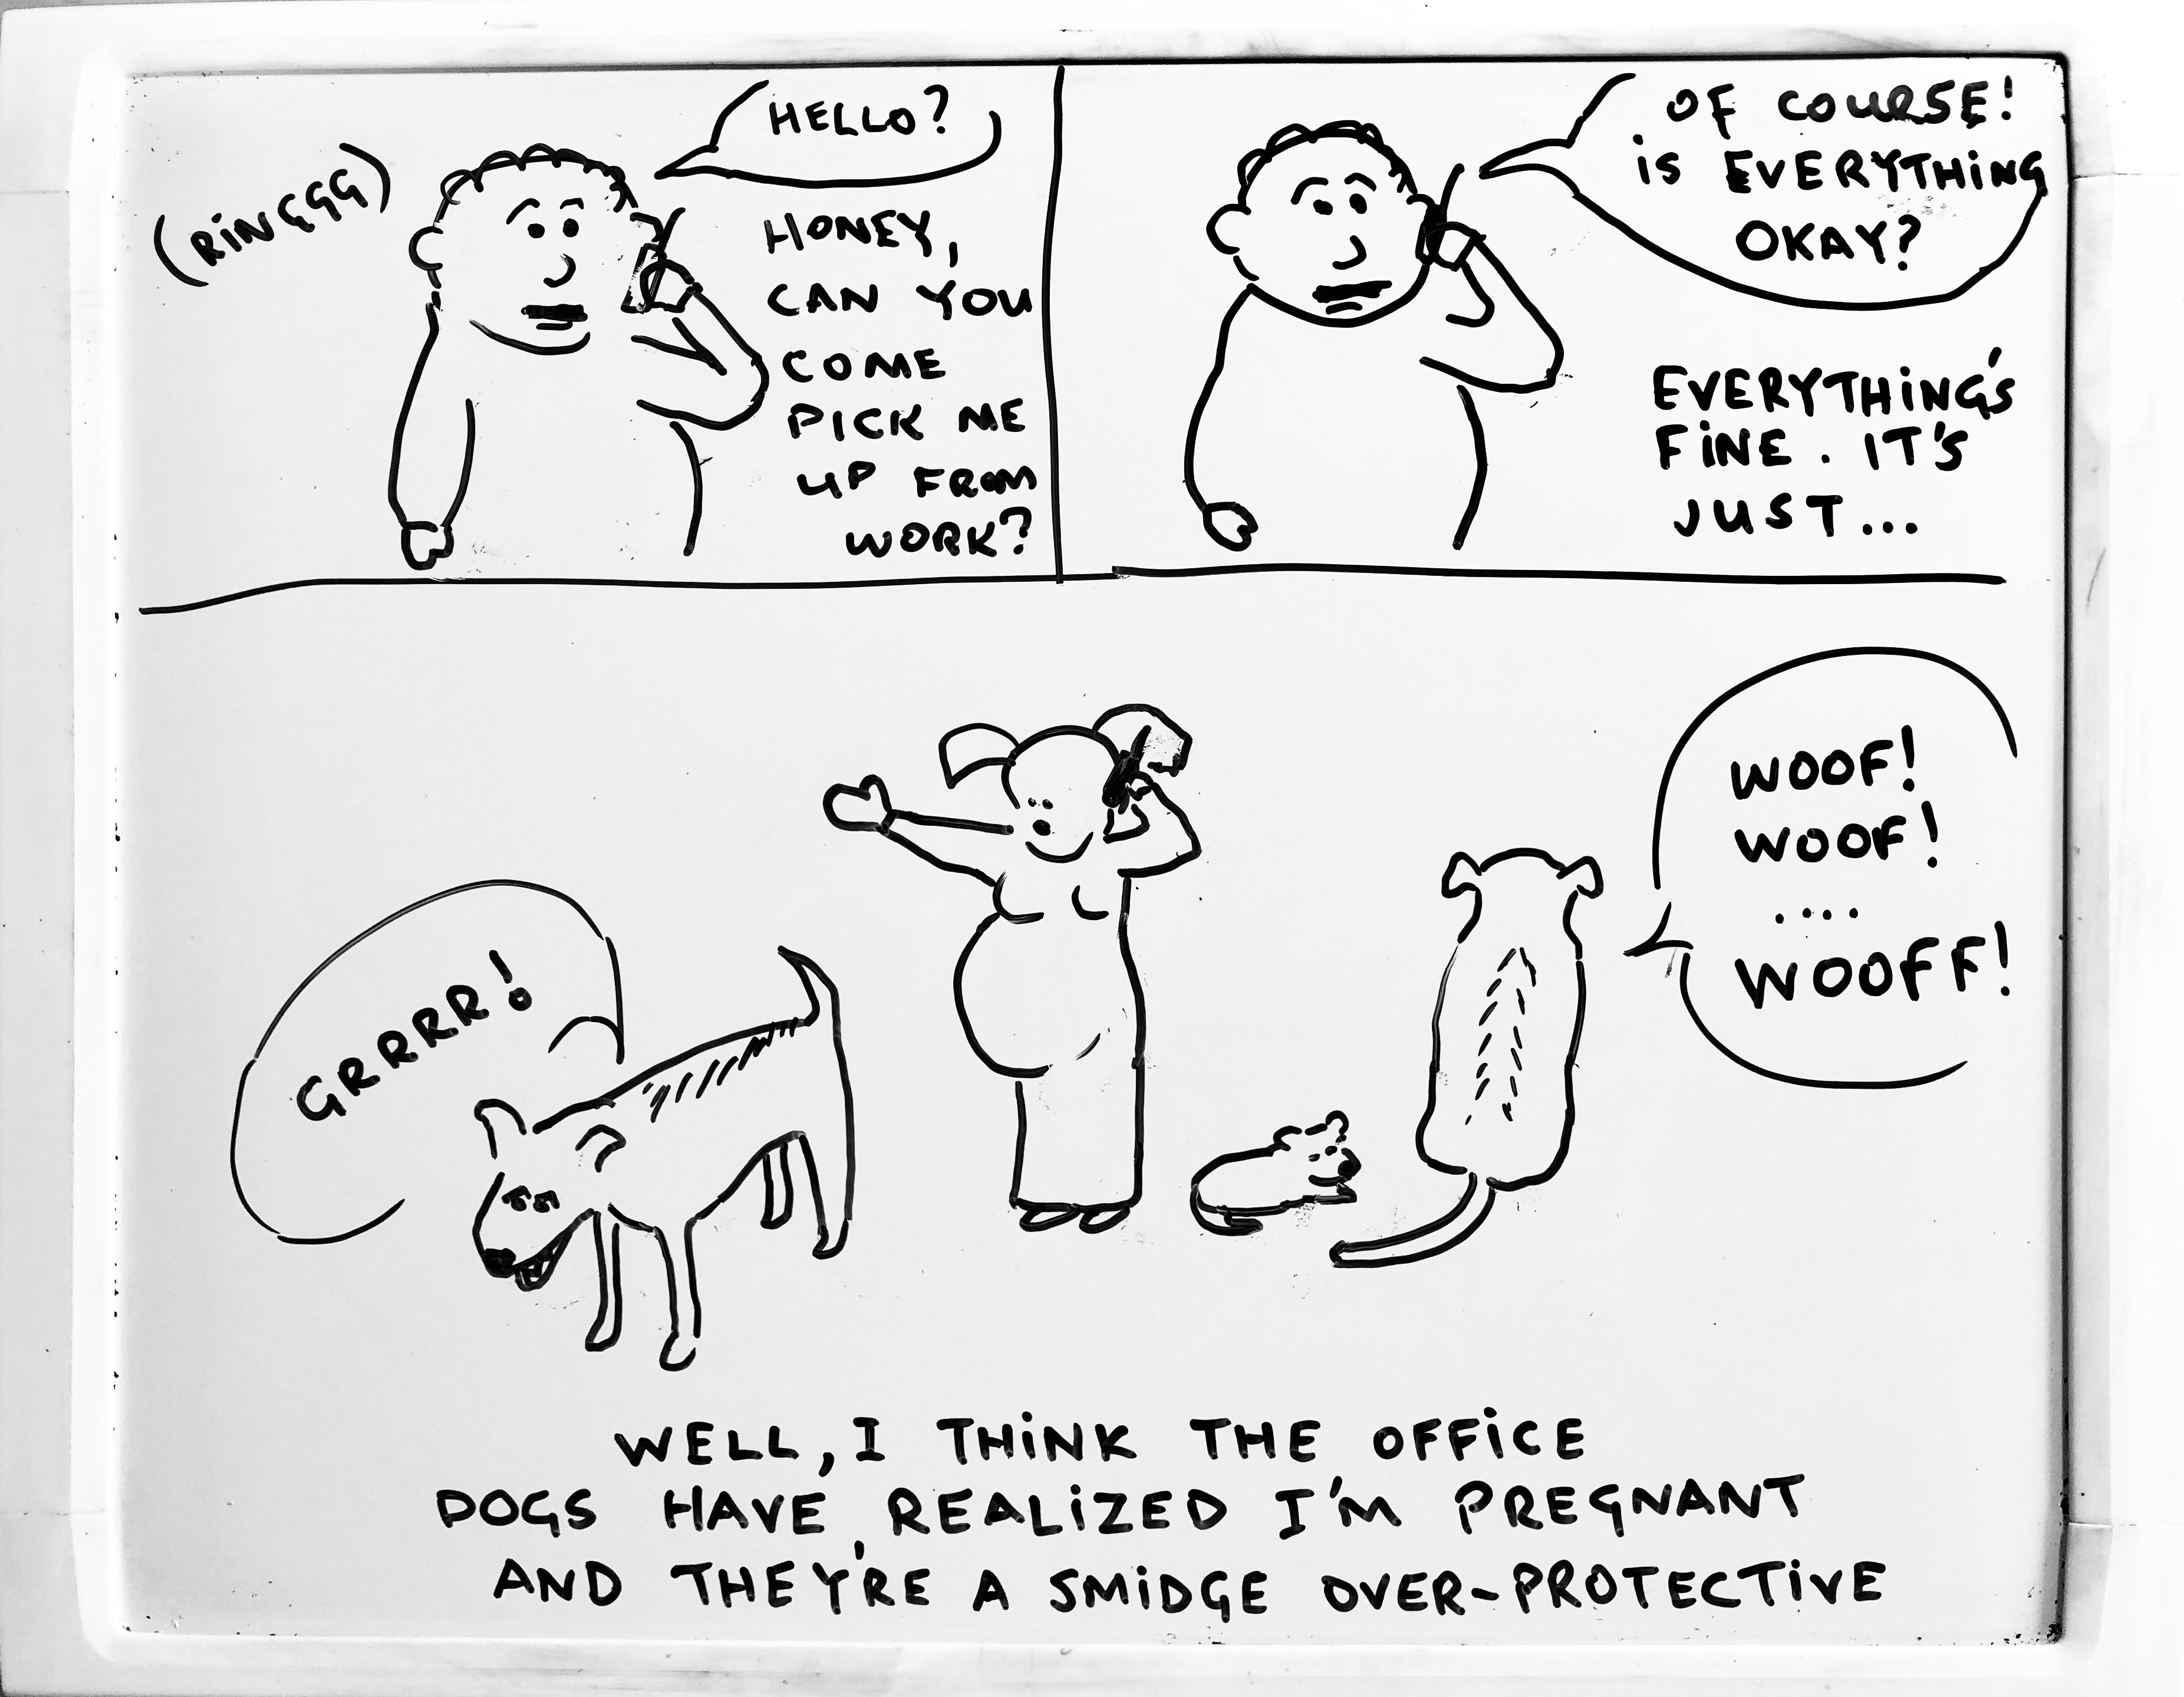 (RINGGG)
HELLO?
HONEY,
CAN YOU
COME
PICK ME
UP FROM
WORK?
OF COURSE!
IS EVERYTHING
OKAY?
EVERYTHING'S
FINE. IT'S
JUST...
GRRRR!
WOOF!
WOOF!
....
WOOFF!
WELL, I THINK THE OFFICE
DOGS HAVE REALIZED I'M PREGNANT
AND THEY'RE A SMIDGE OVER-PROTECTIVE